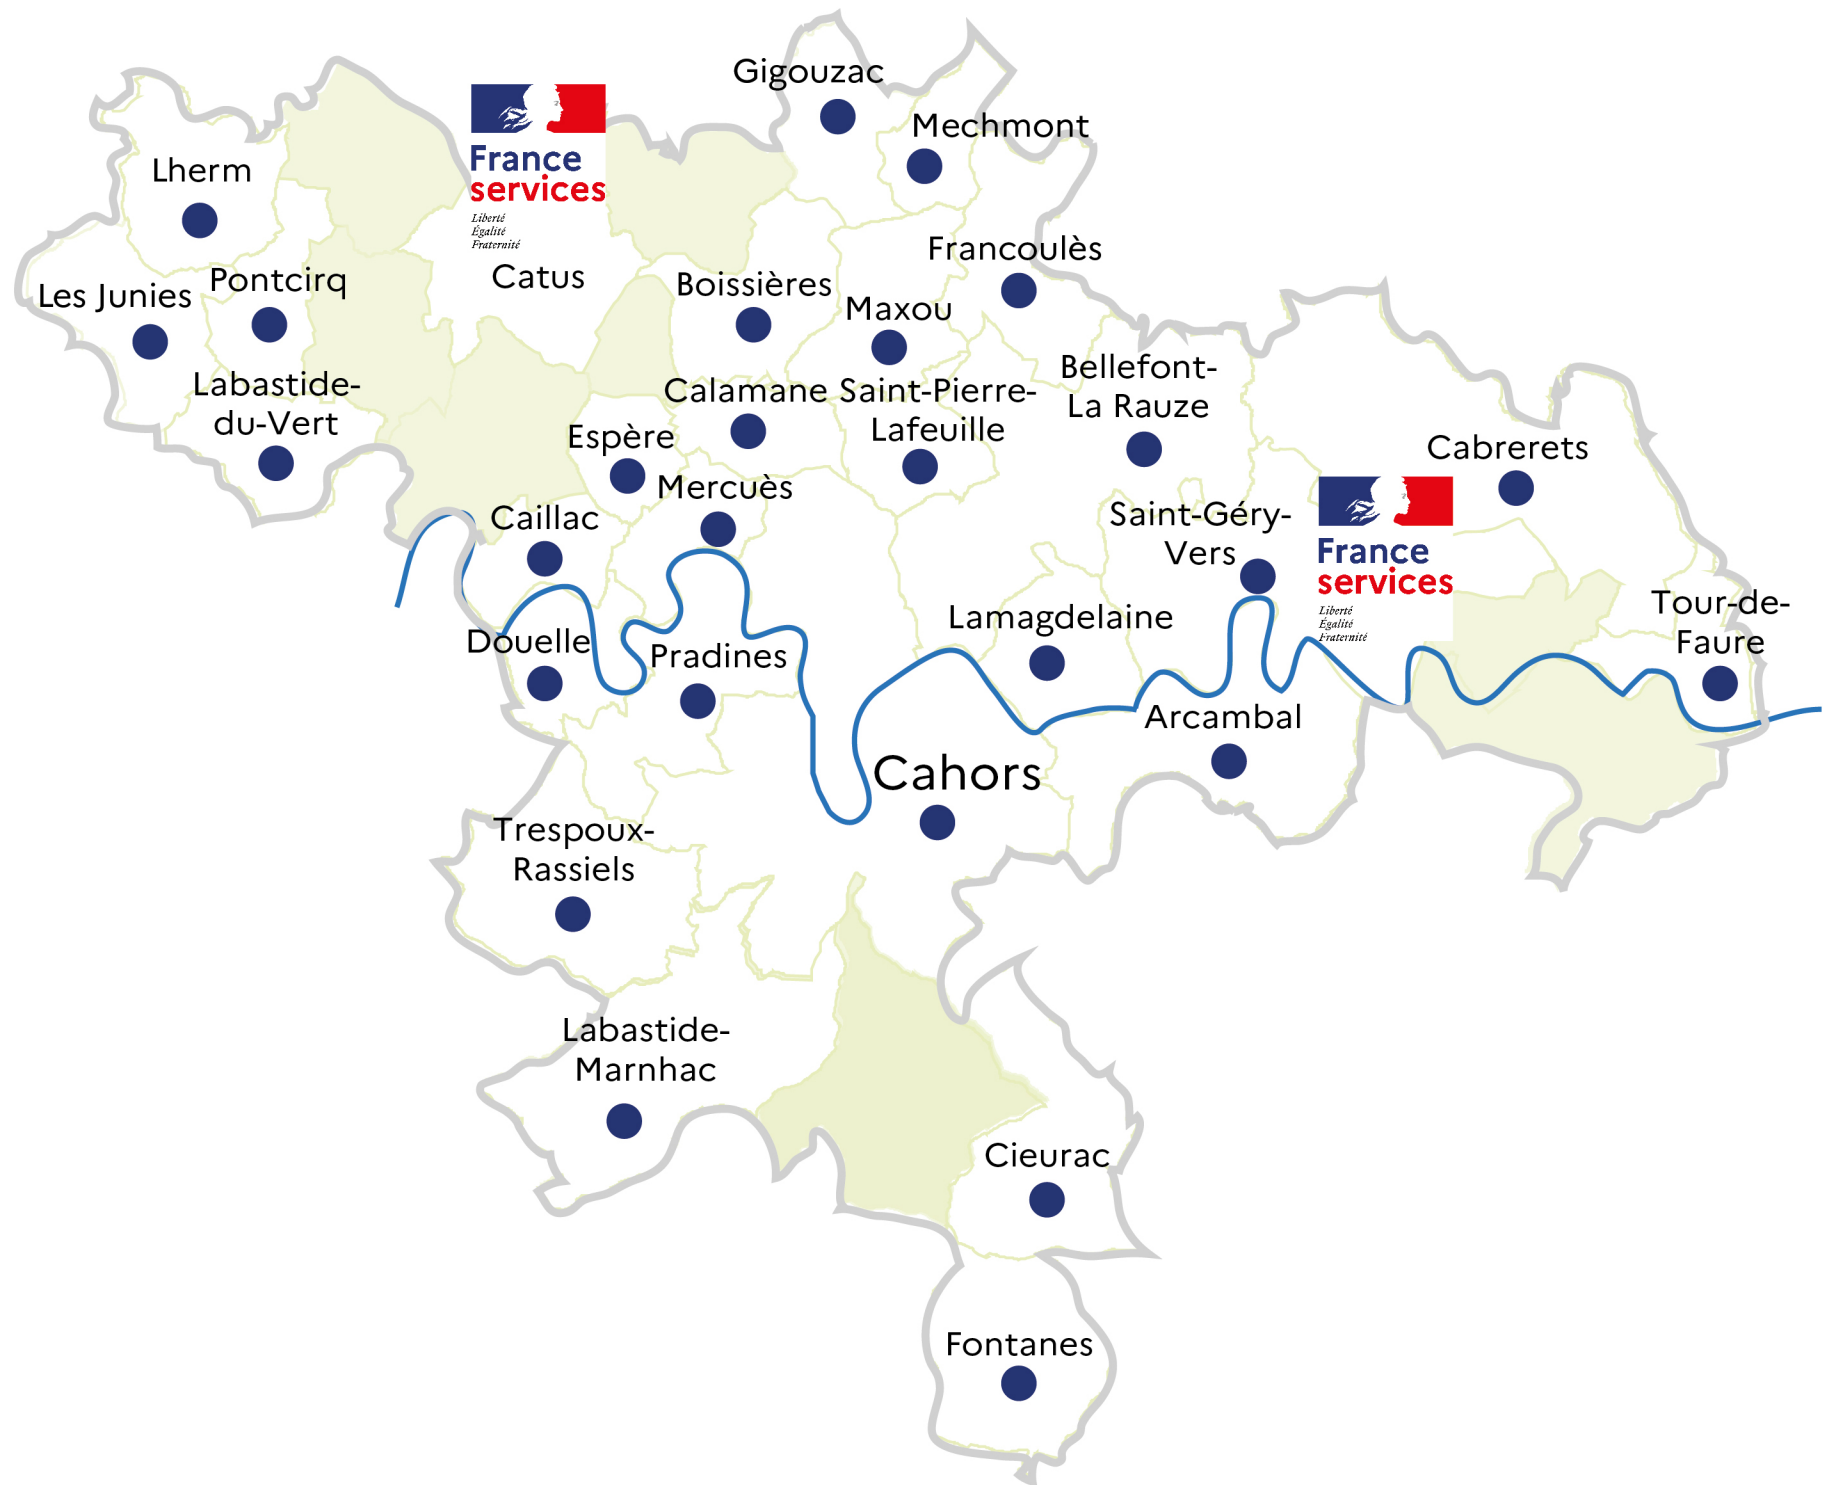 Gigouzac
Mechmont
France
services
Liberté
Égalité
Fraternité
Lherm
Catus
Francoulès
Les Junies
Pontcirq
Boissières
Maxou
Labastide-
du-Vert
Calamane
Saint-Pierre-
Lafeuille
Bellefont-
La Rauze
Espère
Mercuès
Cabrerets
Caillac
Saint-Géry-
Vers
France
services
Liberté
Égalité
Fraternité
Tour-de-
Faure
Douelle
Pradines
Lamagdelaine
Arcambal
Cahors
Trespoux-
Rassiels
Labastide-
Marnhac
Cieurac
Fontanes